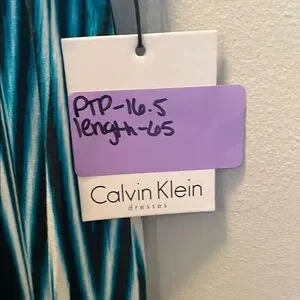 PTP-16.5
length-65
Calvin Klein
dresses